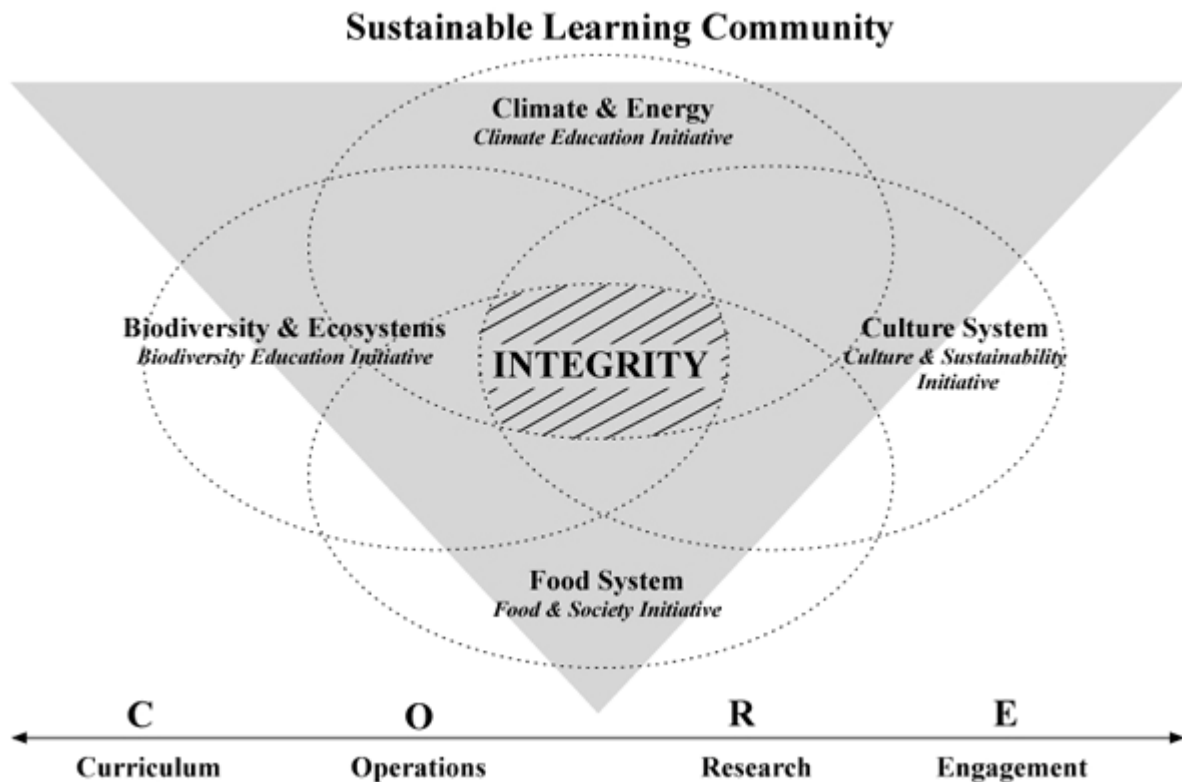 Sustainable Learning Community
Climate & Energy
Climate Education Initiative
Biodiversity & Ecosystems
Biodiversity Education Initiative
INTEGRITY
Culture System
Culture & Sustainability
Initiative
Food System
Food & Society Initiative
C O R E
Curriculum Operations Research Engagement